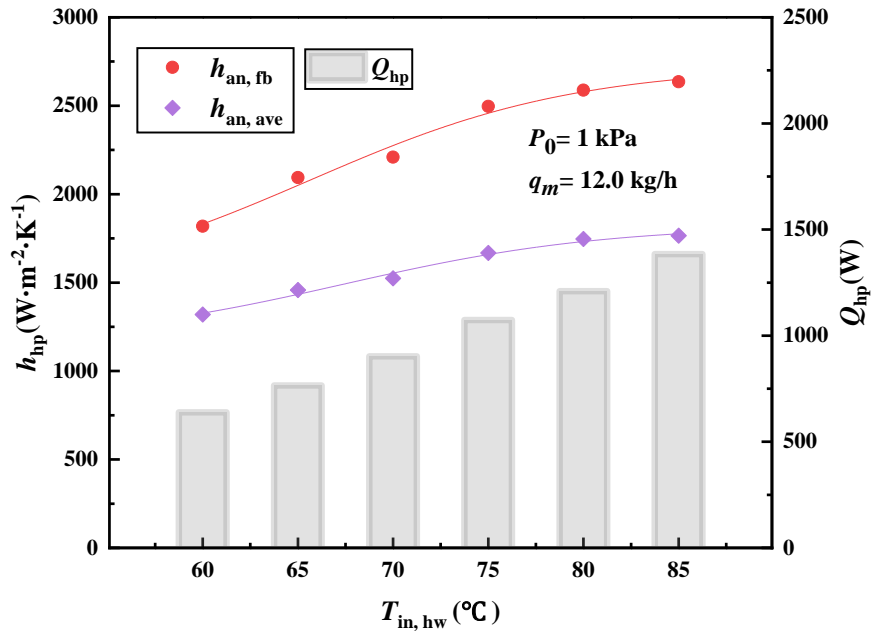 h_an, fb
h_an, ave
Q_hp
P_0= 1 kPa
q_m= 12.0 kg/h
h_hp(W·m⁻²·K⁻¹)
3000
2500
2000
1500
1000
500
0
Q_hp(W)
2500
2000
1500
1000
500
0
60 65 70 75 80 85
T_in, hw (℃)